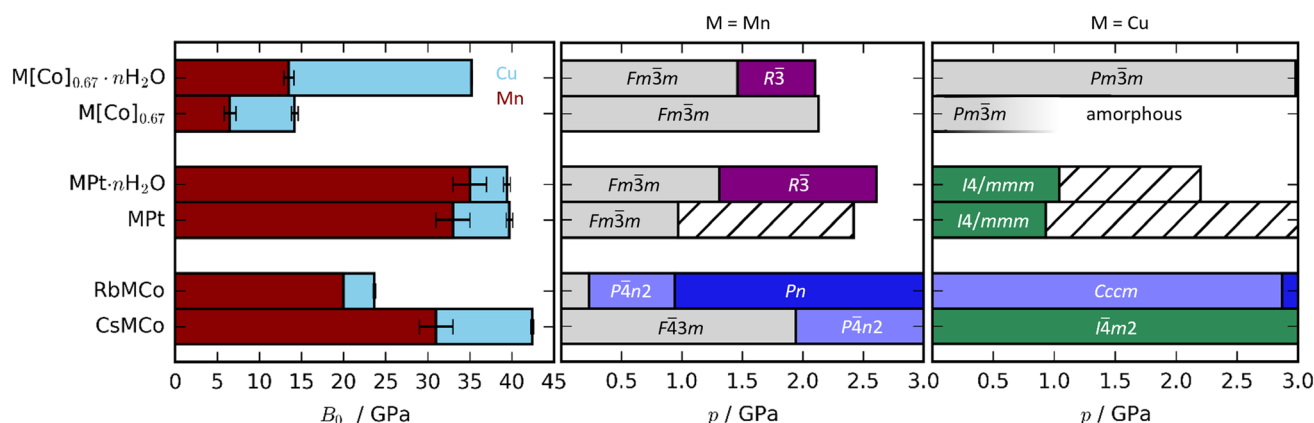 M = Mn
M = Cu
M[Co]₀.₆₇ · nH₂O
Cu
Fm3̄m
R3̄
Pm3̄m
Mn
M[Co]₀.₆₇
Fm3̄m
Pm3̄m
amorphous
MPt·nH₂O
Fm3̄m
R3̄
I4/mmm
MPt
Fm3̄m
I4/mmm
RbMCo
P4̄n2
Pn
Cccm
CsMCo
F4̄3m
P4̄n2
I4̄m2
0 5 10 15 20 25 30 35 40 45
0.5 1.0 1.5 2.0 2.5 3.0
0.5 1.0 1.5 2.0 2.5 3.0
B₀ / GPa
p / GPa
p / GPa